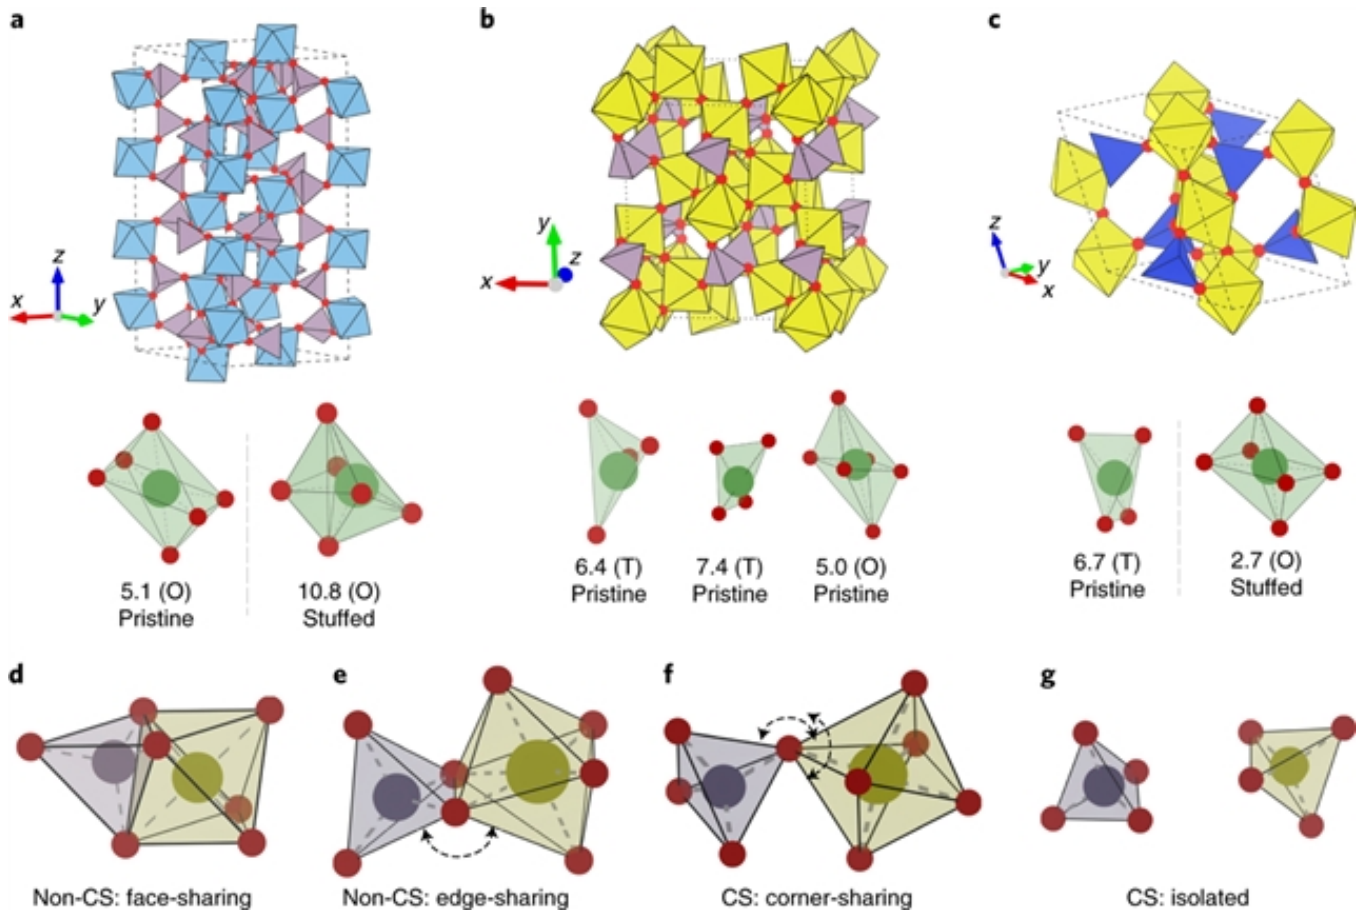 a
b
c
z
x
y
y
z
x
z
y
x
5.1 (O)
Pristine
10.8 (O)
Stuffed
6.4 (T)
Pristine
7.4 (T)
Pristine
5.0 (O)
Pristine
6.7 (T)
Pristine
2.7 (O)
Stuffed
d
e
f
g
Non-CS: face-sharing
Non-CS: edge-sharing
CS: corner-sharing
CS: isolated